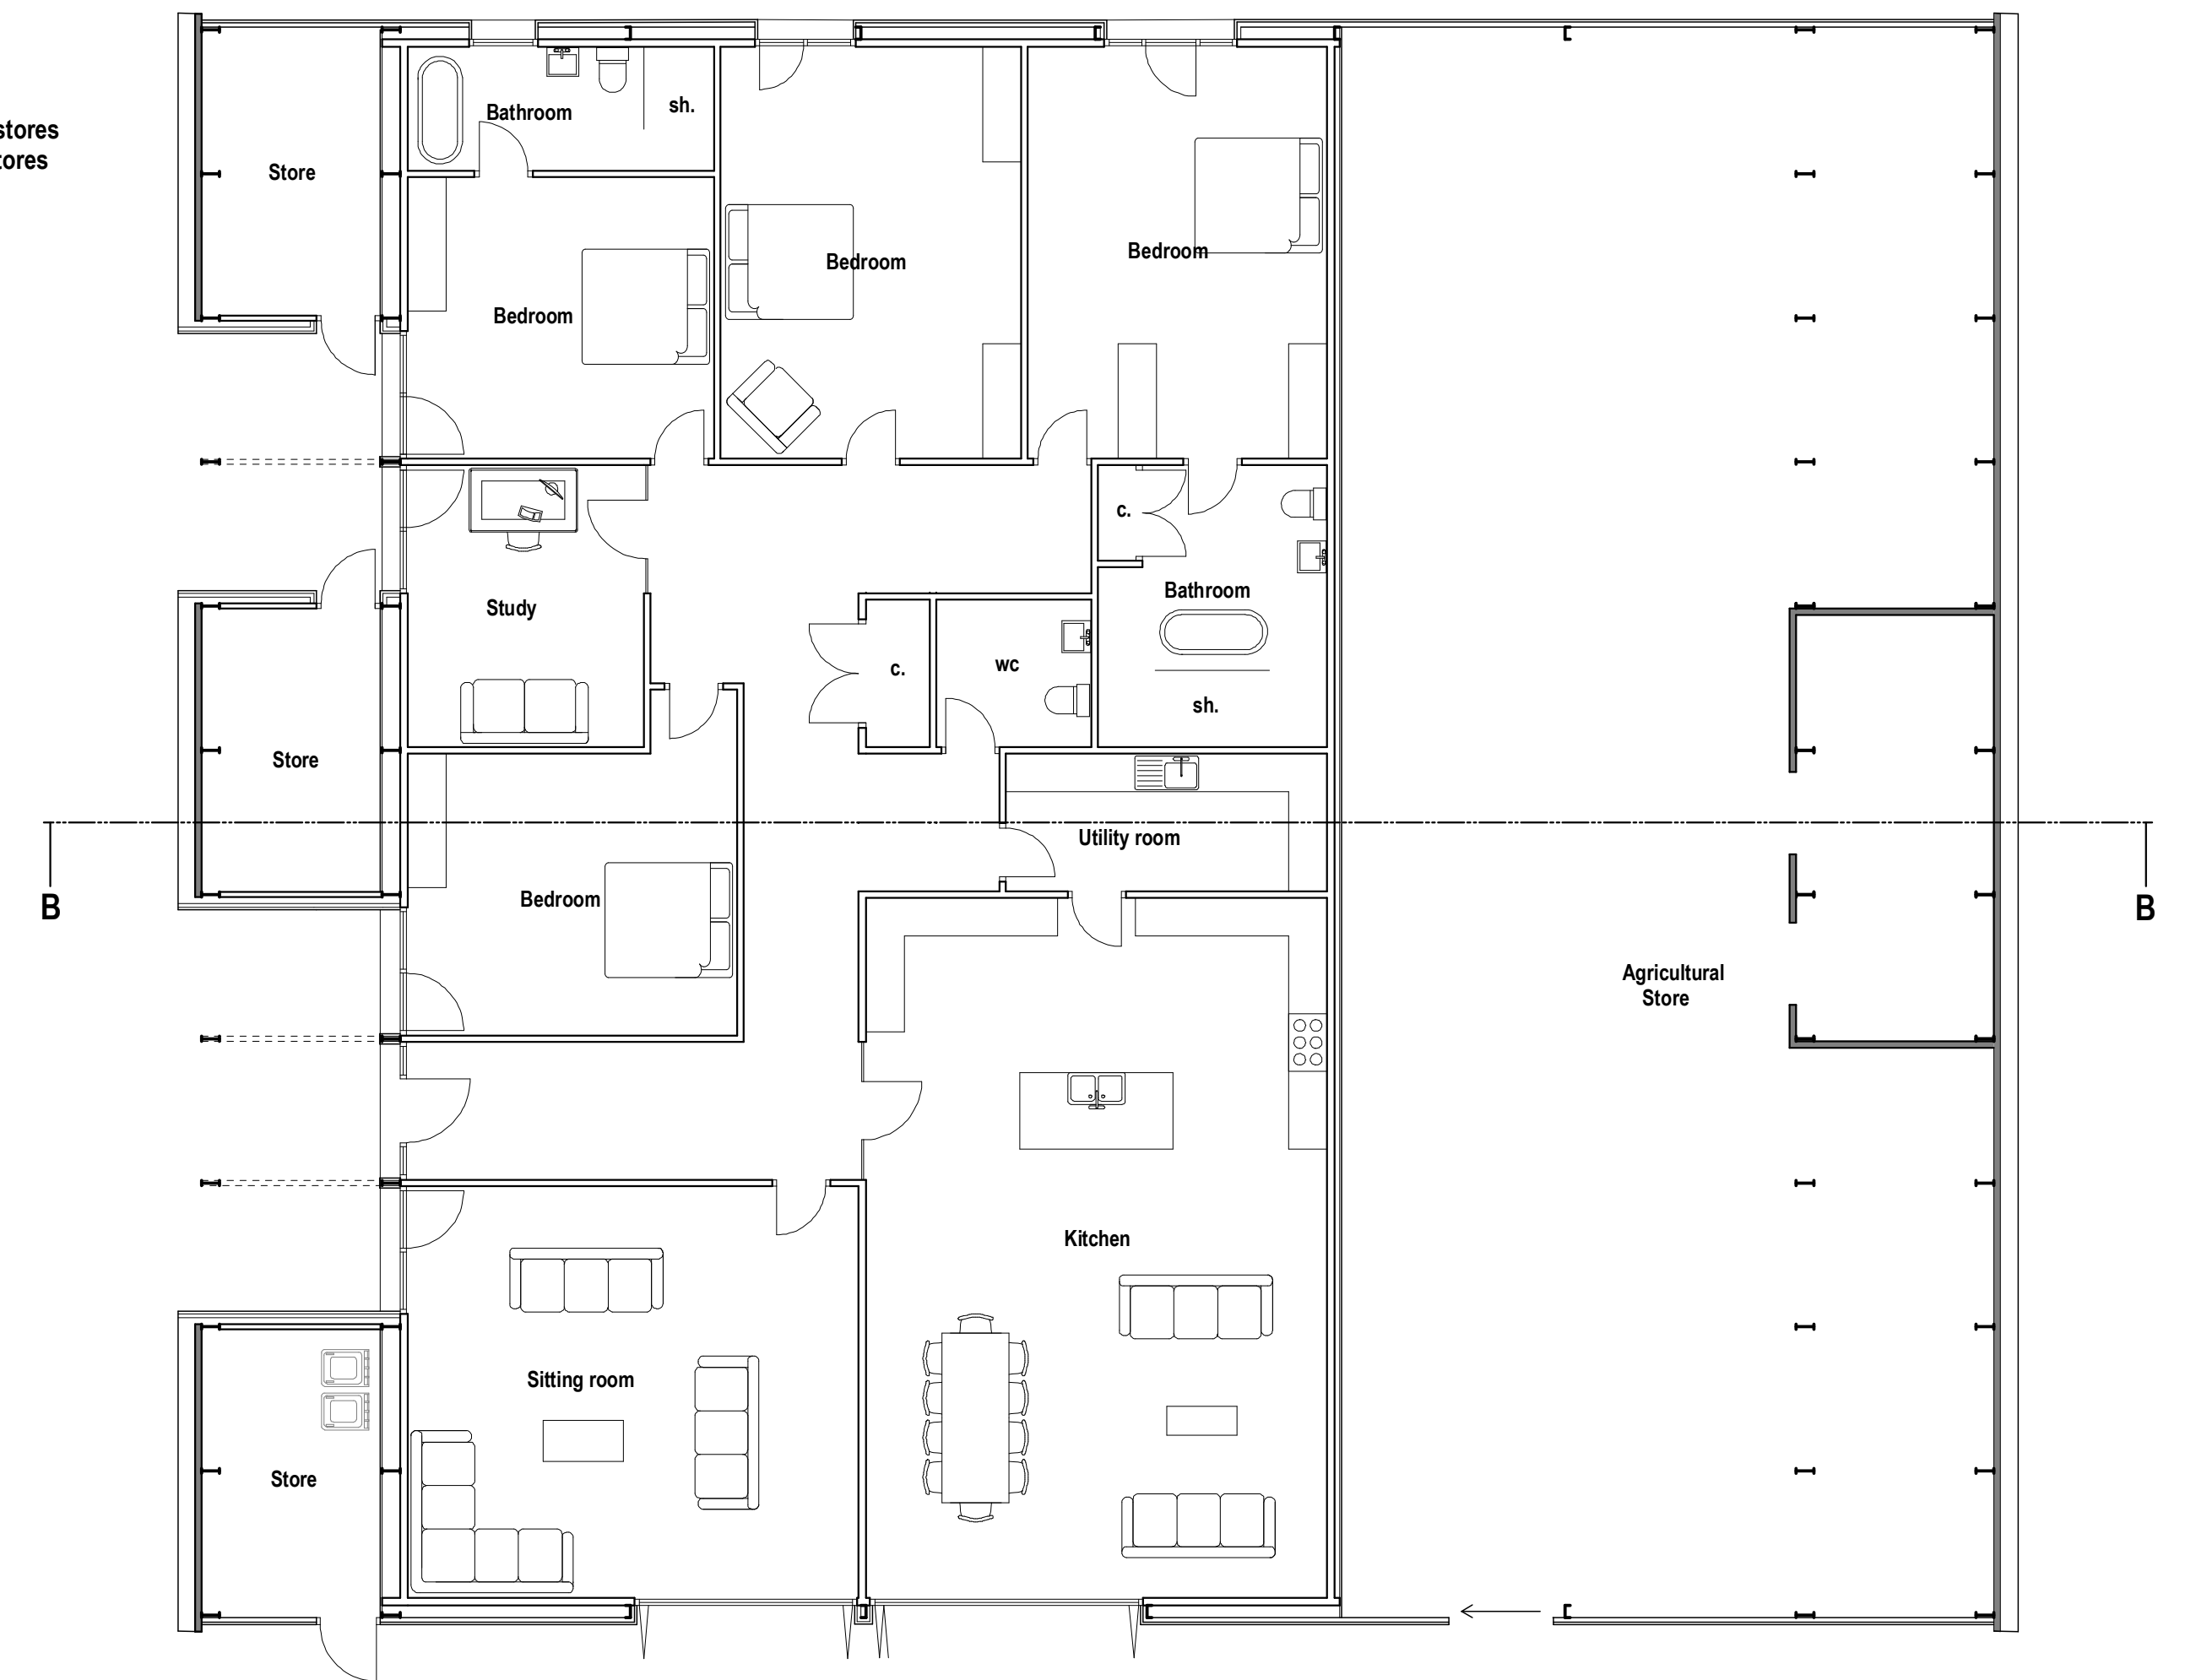 stores
tores
Bathroom
sh.
Store
Bedroom
Bedroom
Bedroom
c.
Bathroom
Study
c.
wc
sh.
Store
Utility room
B
Bedroom
B
Agricultural
Store
Kitchen
Sitting room
Store